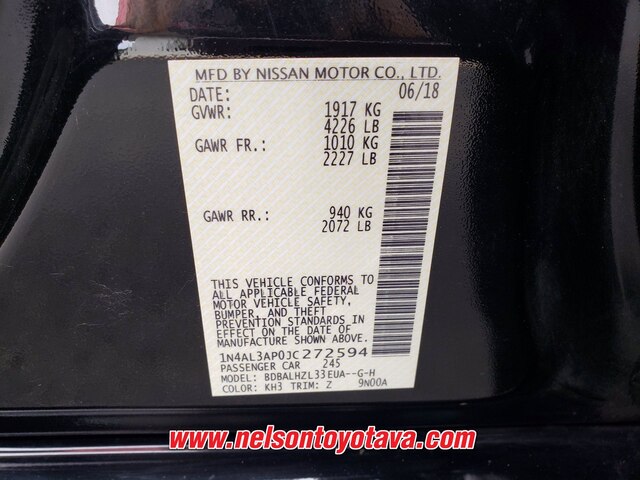 MFD BY NISSAN MOTOR CO., LTD.
DATE: 06/18
GVWR: 1917 KG
4226 LB
GAWR FR.: 1010 KG
2227 LB
GAWR RR.: 940 KG
2072 LB
THIS VEHICLE CONFORMS TO
ALL APPLICABLE FEDERAL
MOTOR VEHICLE SAFETY,
BUMPER, AND THEFT
PREVENTION STANDARDS IN
EFFECT ON THE DATE OF
MANUFACTURE SHOWN ABOVE.
1N4AL3AP0JC272594
PASSENGER CAR 245
MODEL: BDBALHZL33EUA--G-H
COLOR: KH3 TRIM: Z 9N00A
www.nelsontoyotava.com